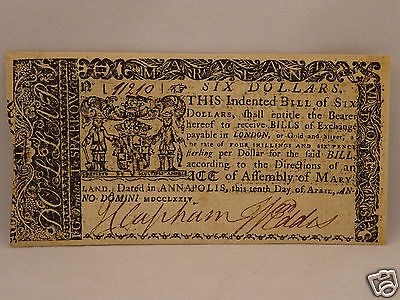 MARYLAND
No. 11210 SIX DOLLARS.
THIS Indented BILL of SIX
DOLLARS, shall entitle the Bearer
hereof to receive BILLS of Exchange
payable in LONDON, or Gold and Silver, at
the rate of FOUR SHILLINGS and SIX PENCE
sterling per Dollar for the said BILL,
according to the Directions of an
ACT of Assembly of MARY-
LAND. Dated in ANNAPOLIS, this tenth Day of APRIL, AN-
NO DOMINI MDCCLXXIV.
J Clapham W Eddis